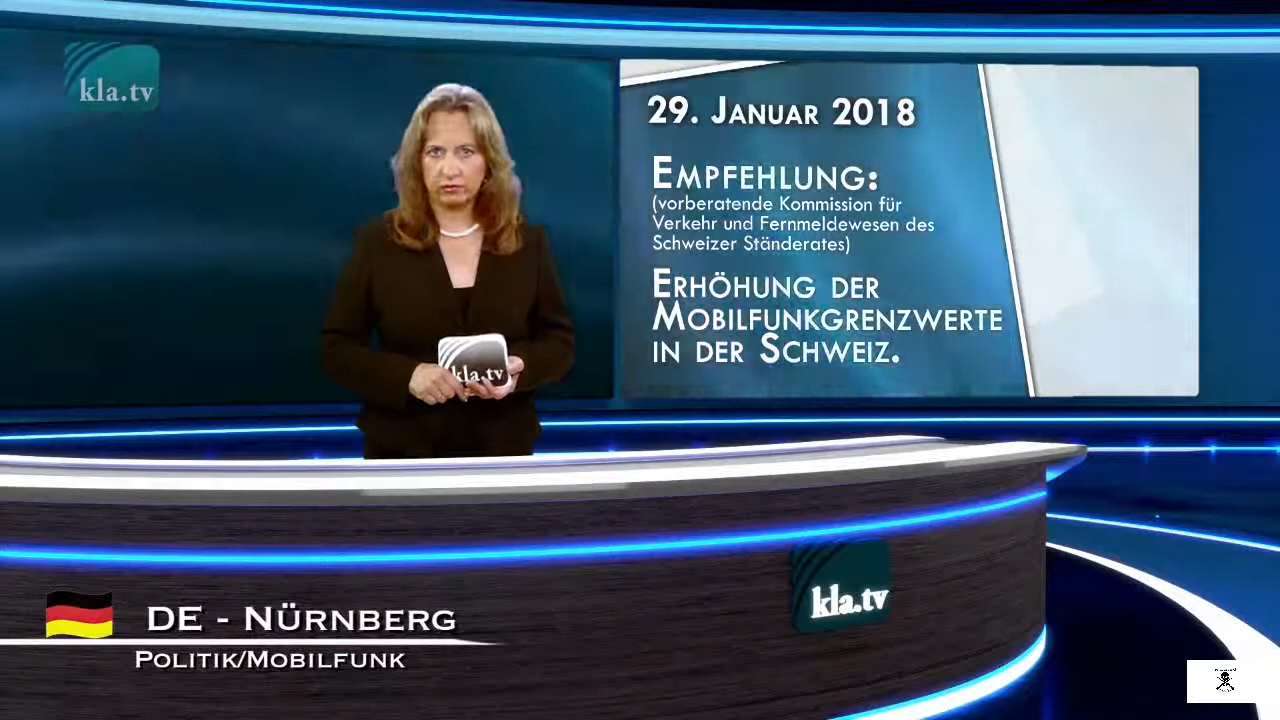 kla.tv
29. Januar 2018
Empfehlung:
(vorberatende Kommission für
Verkehr und Fernmeldewesen des
Schweizer Ständerates)
Erhöhung der
Mobilfunkgrenzwerte
in der Schweiz.
kla.tv
kla.tv
DE - Nürnberg
Politik/Mobilfunk